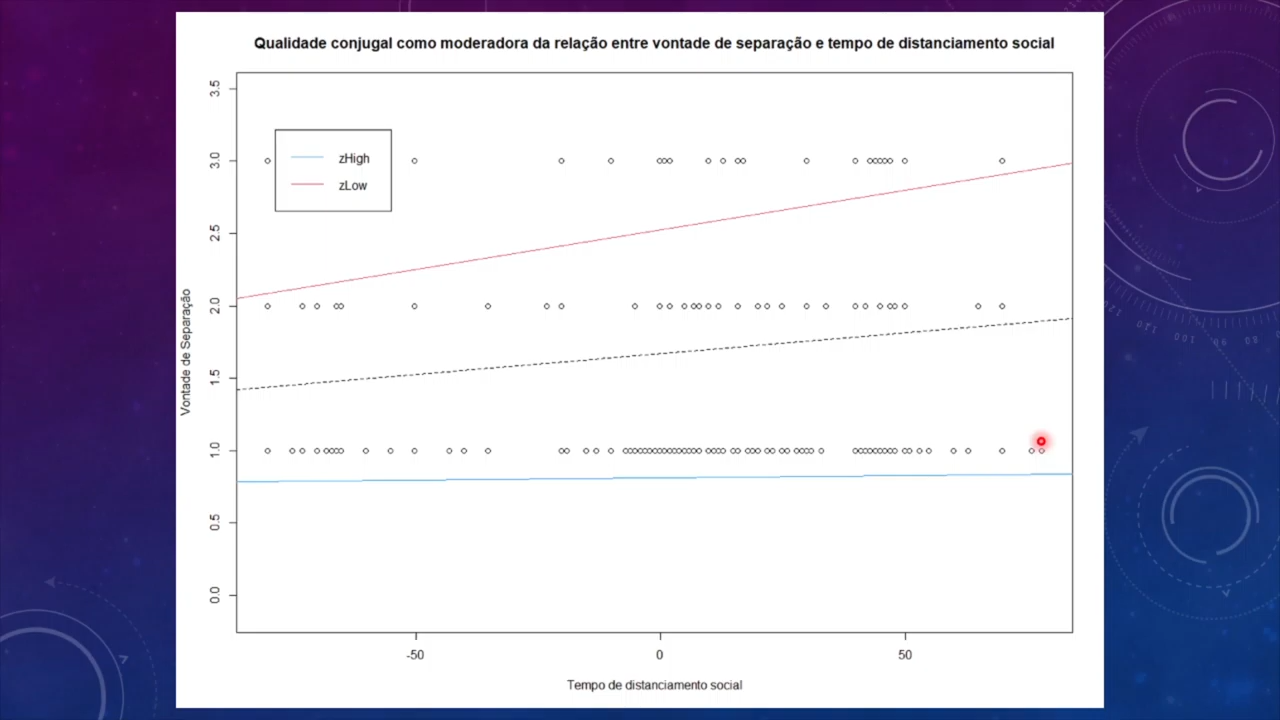 Qualidade conjugal como moderadora da relação entre vontade de separação e tempo de distanciamento social
3.5
3.0
2.5
2.0
1.5
1.0
0.5
0.0
zHigh
zLow
Vontade de Separação
-50
0
50
Tempo de distanciamento social